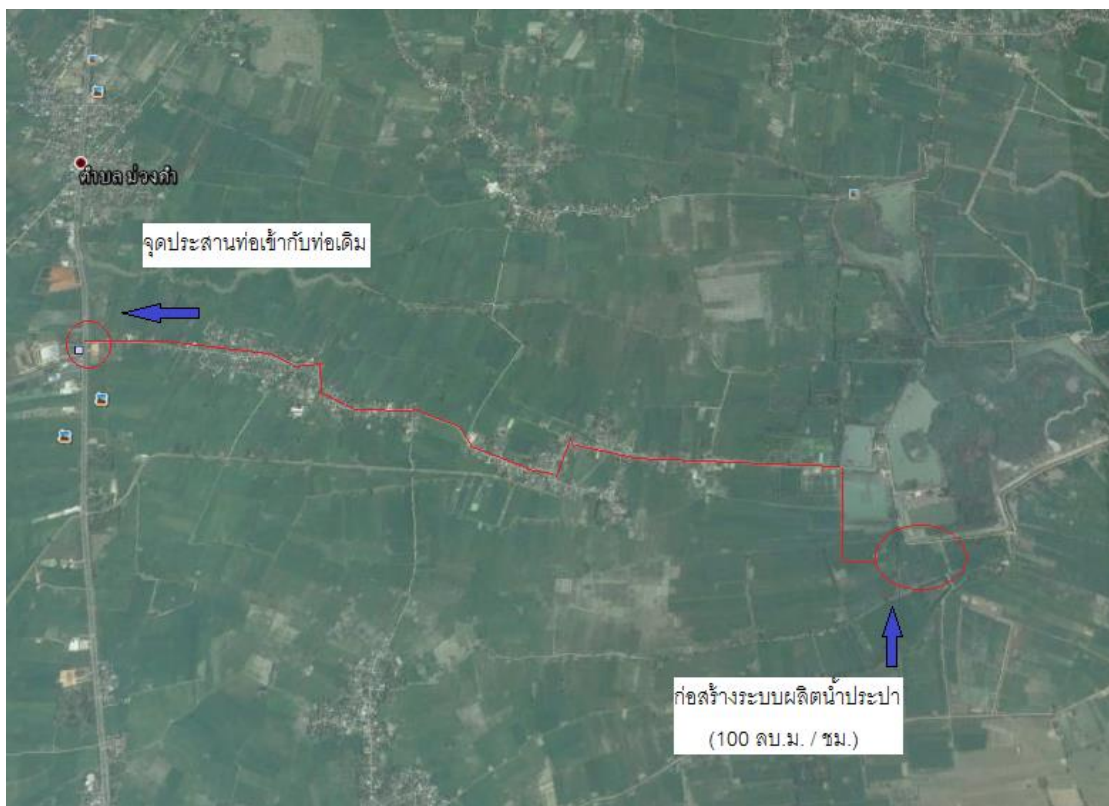 ตำบล ม่วงคำ
จุดประสานท่อเข้ากับท่อเดิม
ก่อสร้างระบบผลิตน้ำประปา
(100 ลบ.ม. / ชม.)